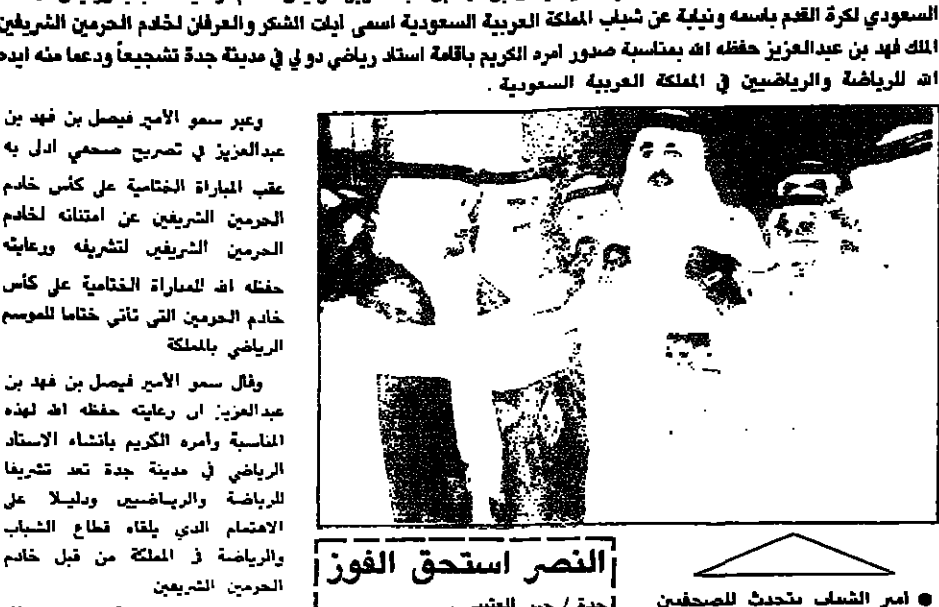 السعودي لكرة القدم باسمه ونيابة عن شباب المملكة العربية السعودية اسمى آيات الشكر والعرفان لخادم الحرمين الشريفين
الملك فهد بن عبدالعزيز حفظه الله بمناسبة صدور امره الكريم باقامة استاد رياضي دولي في مدينة جدة تشجيعاً ودعما منه ايده
الله للرياضة والرياضيين في المملكة العربية السعودية .
وعبر سمو الأمير فيصل بن فهد بن
عبدالعزيز في تصريح صحفي ادلى به
عقب المباراة الختامية على كأس خادم
الحرمين الشريفين عن امتنانه لخادم
الحرمين الشريفين لتشريفه ورعايته
حفظه الله للمباراة الختامية على كأس
خادم الحرمين التي تأتي ختاما للموسم
الرياضي بالمملكة
وقال سمو الأمير فيصل بن فهد بن
عبدالعزيز ان رعايته حفظه الله لهذه
المناسبة وأمره الكريم بانشاء الاستاد
الرياضي في مدينة جدة تعد تشريفا
للرياضة والرياضيين ودليلا على
الاهتمام الذي يلقاه قطاع الشباب
والرياضة في المملكة من قبل خادم
الحرمين الشريفين
● أمير الشباب يتحدث للصحفيين
النصر استحق الفوز
جدة /